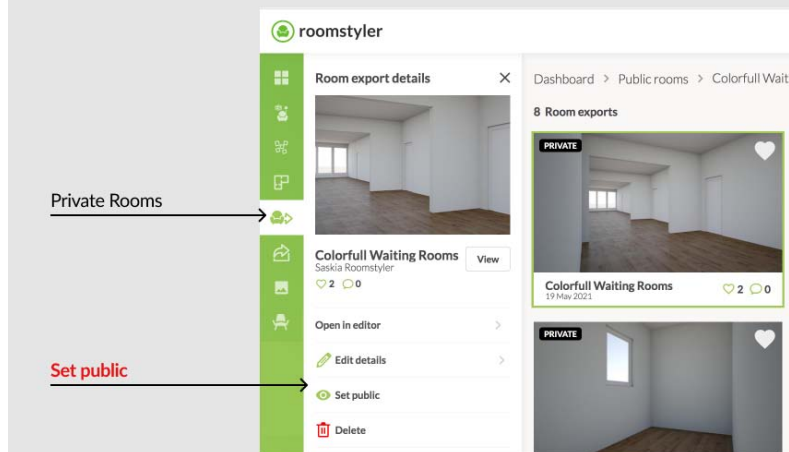 roomstyler
Private Rooms
Set public
Room export details
Colorfull Waiting Rooms
Saskia Roomstyler
2 0
View
Open in editor
Edit details
Set public
Delete
Dashboard > Public rooms > Colorfull Wait
8 Room exports
PRIVATE
Colorfull Waiting Rooms
19 May 2021
2 0
PRIVATE